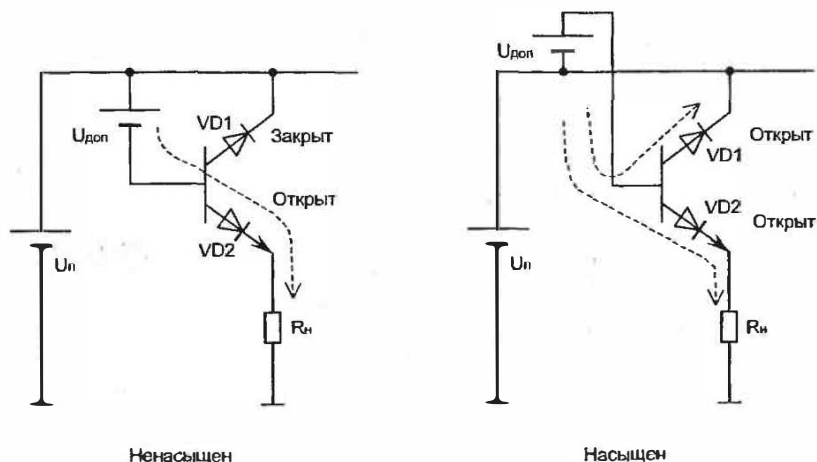 Uдоп
VD1
Закрыт
Открыт
VD2
Uп
Rн
Ненасыщен
Uдоп
Открыт
VD1
VD2
Открыт
Uп
Rн
Насыщен